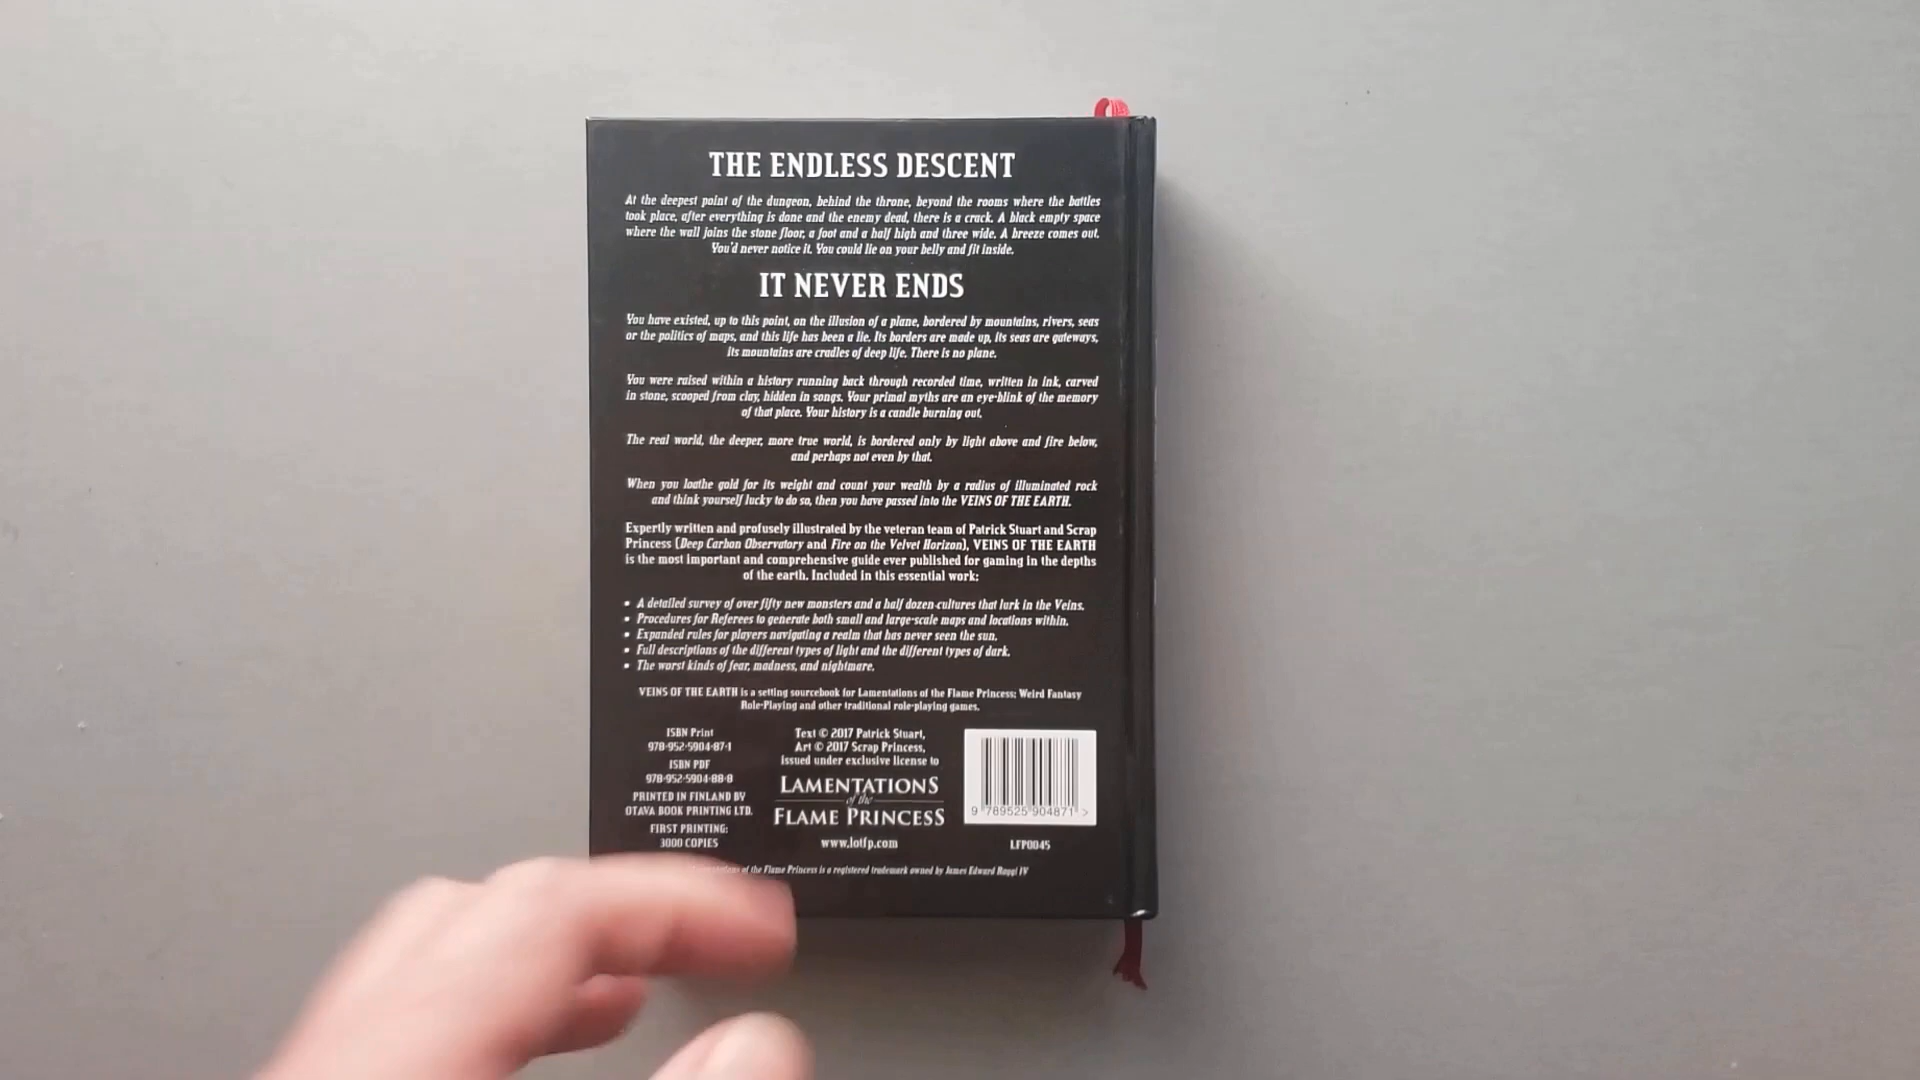 THE ENDLESS DESCENT
At the deepest point of the dungeon, behind the throne, beyond the rooms where the battles
took place, after everything is done and the enemy dead, there is a crack. A black empty space
where the wall joins the stone floor, a foot and a half high and three wide. A breeze comes out.
You'd never notice it. You could lie on your belly and fit inside.
IT NEVER ENDS
You have existed, up to this point, on the illusion of a plane, bordered by mountains, rivers, seas
or the politics of maps, and this life has been a lie. Its borders are made up, its seas are gateways,
its mountains are cradles of deep life. There is no plane.
You were raised within a history running back through recorded time, written in ink, carved
in stone, scooped from clay, hidden in songs. Your primal myths are an eye-blink of the memory
of that place. Your history is a candle burning out.
The real world, the deeper, more true world, is bordered only by light above and fire below,
and perhaps not even by that.
When you loathe gold for its weight and count your wealth by a radius of illuminated rock
and think yourself lucky to do so, then you have passed into the VEINS OF THE EARTH.
Expertly written and profusely illustrated by the veteran team of Patrick Stuart and Scrap
Princess (Deep Carbon Observatory and Fire on the Velvet Horizon), VEINS OF THE EARTH
is the most important and comprehensive guide ever published for gaming in the depths
of the earth. Included in this essential work:
• A detailed survey of over fifty new monsters and a half dozen cultures that lurk in the Veins.
• Procedures for Referees to generate both small and large-scale maps and locations within.
• Expanded rules for players navigating a realm that has never seen the sun.
• Full descriptions of the different types of light and the different types of dark.
• The worst kinds of fear, madness, and nightmare.
VEINS OF THE EARTH is a setting sourcebook for Lamentations of the Flame Princess: Weird Fantasy
Role-Playing and other traditional role-playing games.
ISBN Print
978-952-5904-87-1
ISBN PDF
978-952-5904-88-8
PRINTED IN FINLAND BY
OTAVA BOOK PRINTING LTD.
FIRST PRINTING:
3000 COPIES
Text © 2017 Patrick Stuart,
Art © 2017 Scrap Princess,
issued under exclusive license to
LAMENTATIONS
of the
FLAME PRINCESS
www.lotfp.com
9 789525 904871 >
LFP0045
of the Flame Princess is a registered trademark owned by James Edward Raggi IV